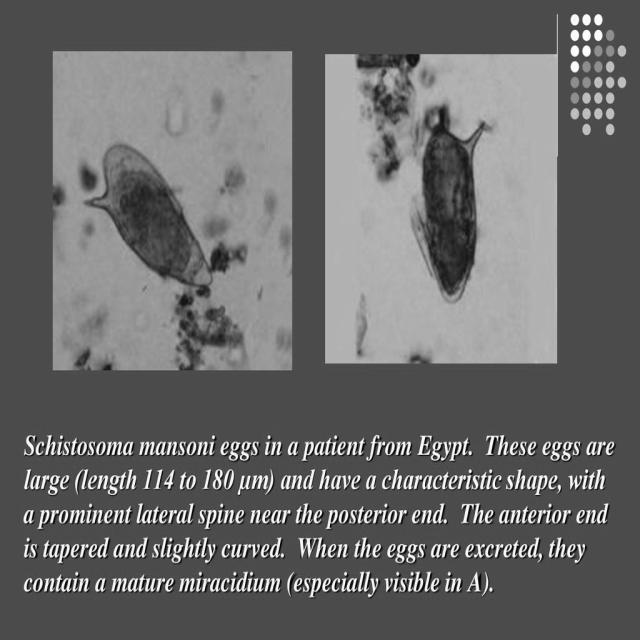 Schistosoma mansoni eggs in a patient from Egypt.  These eggs are
large (length 114 to 180 µm) and have a characteristic shape, with
a prominent lateral spine near the posterior end.  The anterior end
is tapered and slightly curved.  When the eggs are excreted, they
contain a mature miracidium (especially visible in A).